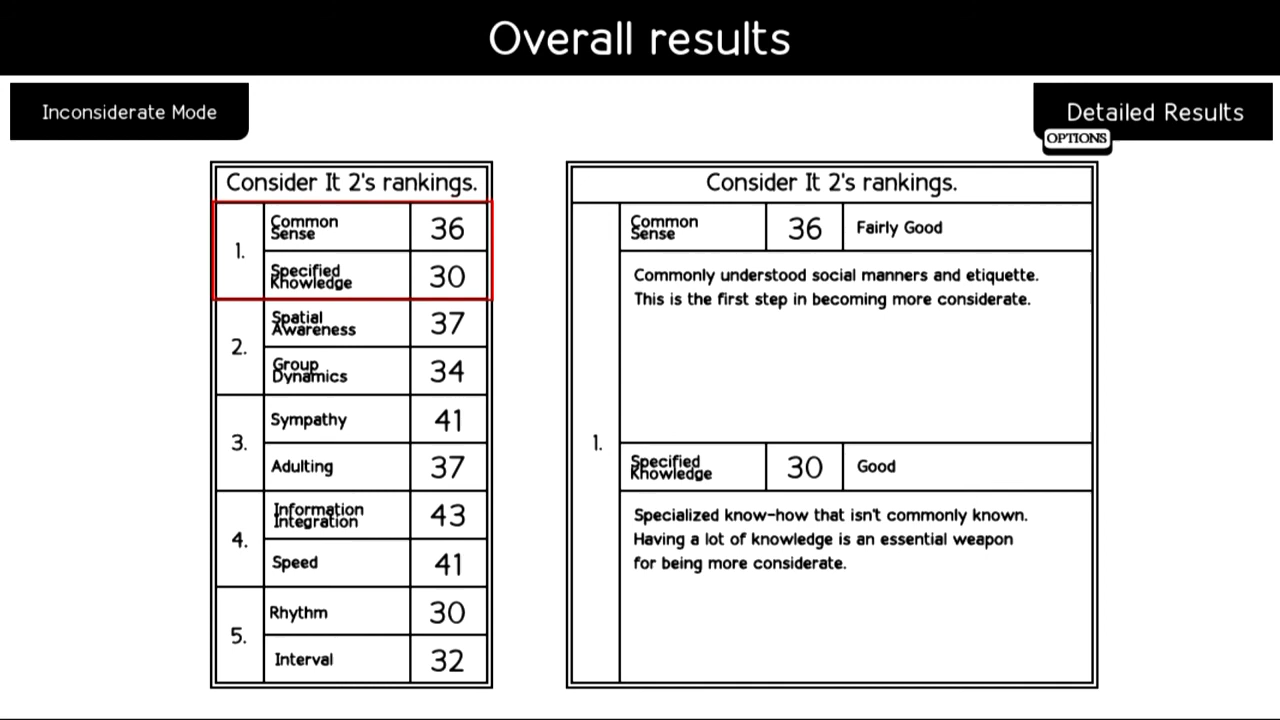 Overall results
Inconsiderate Mode
Detailed Results
OPTIONS
Consider It 2's rankings.
1.
Common
Sense
36
Specified
Knowledge
30
2.
Spatial
Awareness
37
Group
Dynamics
34
3.
Sympathy
41
Adulting
37
4.
Information
Integration
43
Speed
41
5.
Rhythm
30
Interval
32
Consider It 2's rankings.
1.
Common
Sense
36
Fairly Good
Commonly understood social manners and etiquette.
This is the first step in becoming more considerate.
Specified
Knowledge
30
Good
Specialized know-how that isn't commonly known.
Having a lot of knowledge is an essential weapon
for being more considerate.